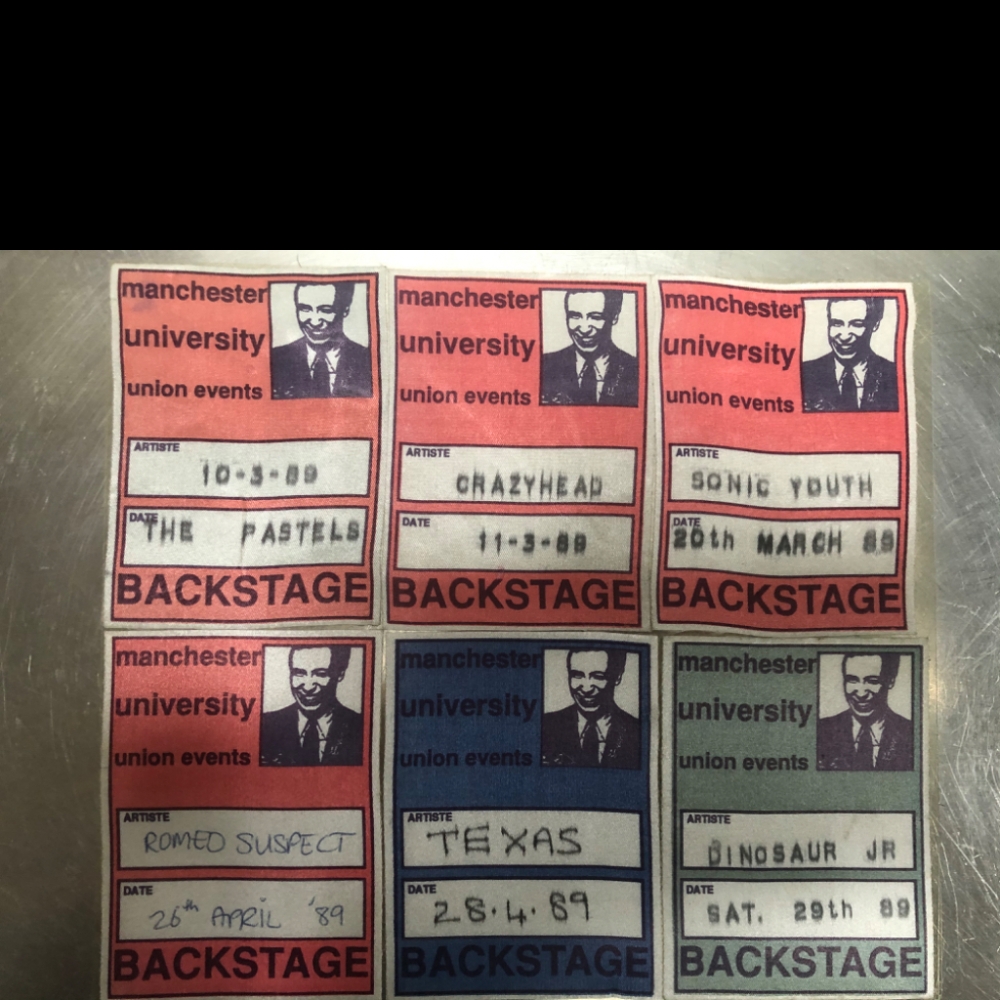 manchester
university
union events
ARTISTE
10-3-89
DATE
THE PASTELS
BACKSTAGE
manchester
university
union events
ARTISTE
CRAZYHEAD
DATE
11-3-89
BACKSTAGE
manchester
university
union events
ARTISTE
SONIC YOUTH
DATE
20th MARCH 89
BACKSTAGE
manchester
university
union events
ARTISTE
ROMEO SUSPECT
DATE
26th APRIL '89
BACKSTAGE
manchester
university
union events
ARTISTE
TEXAS
DATE
28.4.89
BACKSTAGE
manchester
university
union events
ARTISTE
DINOSAUR JR
DATE
SAT. 29th 89
BACKSTAGE